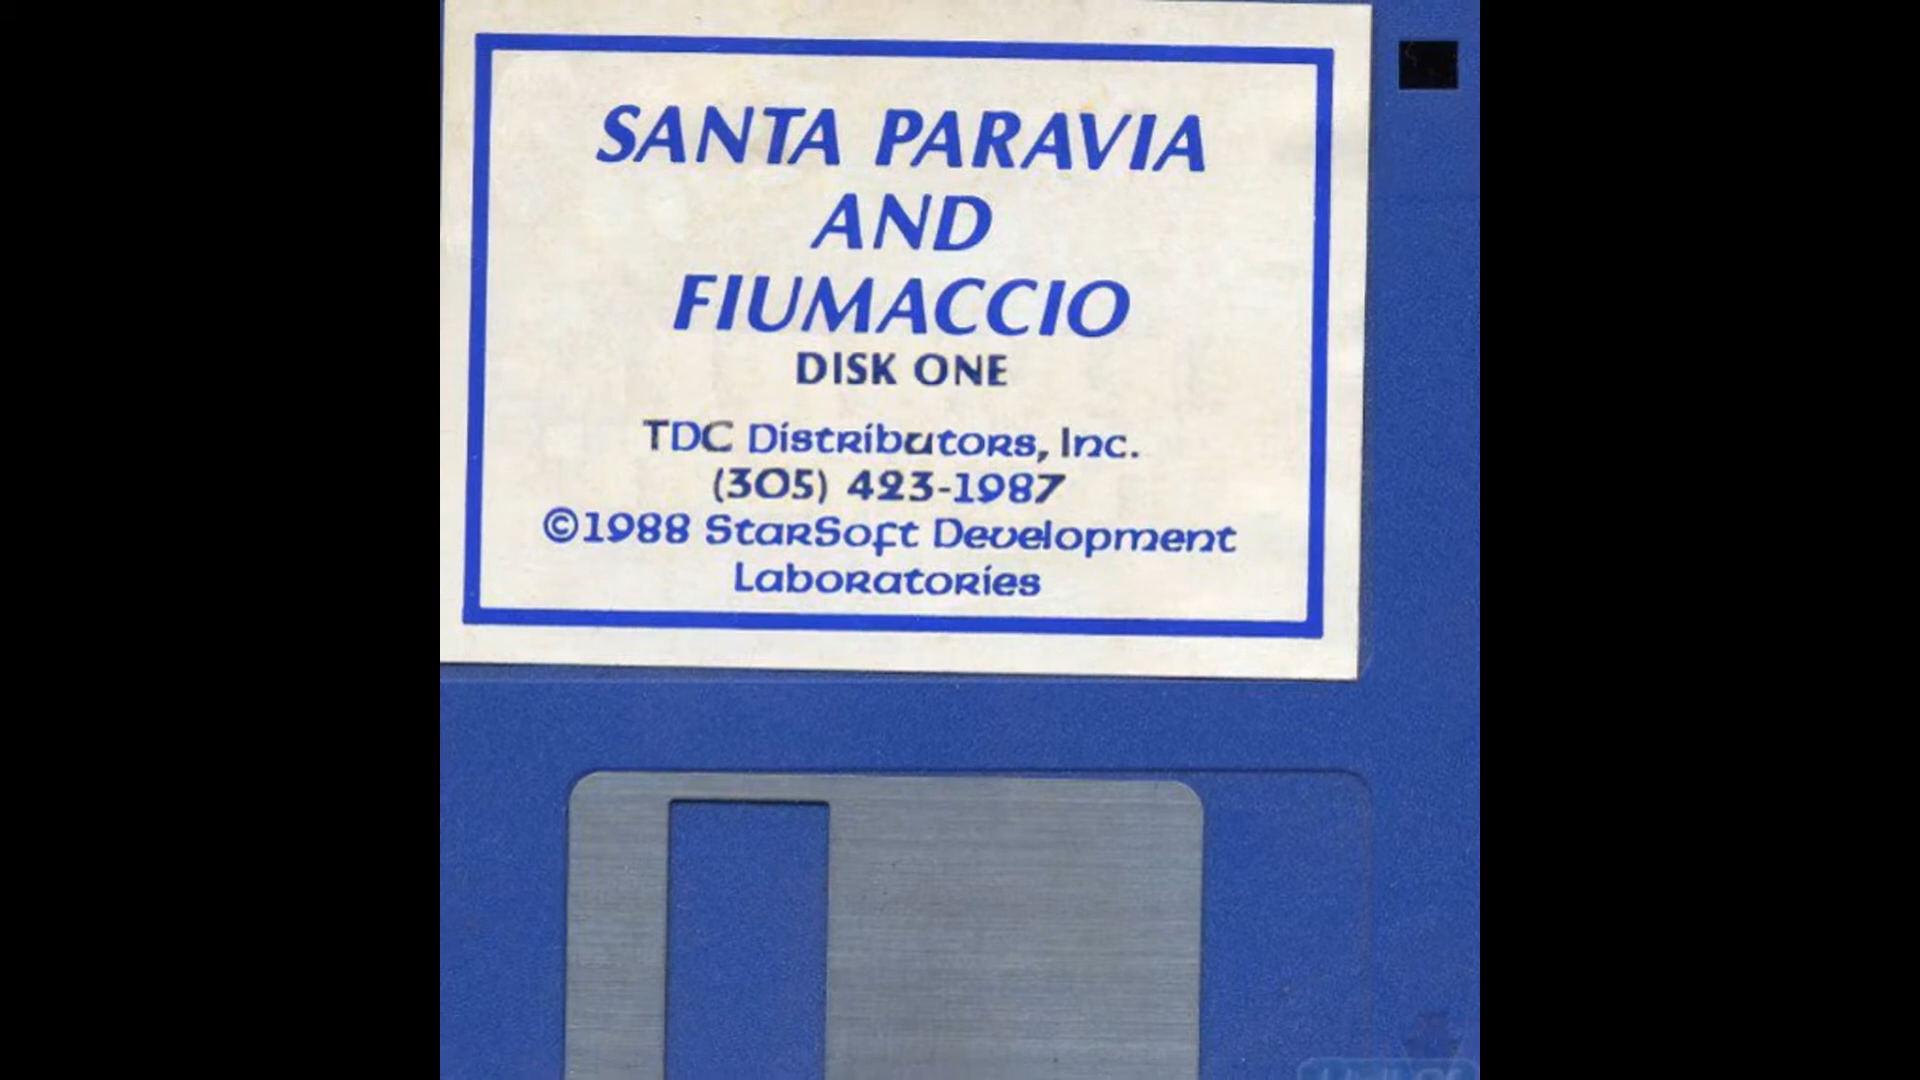 SANTA PARAVIA
AND
FIUMACCIO
DISK ONE
TDC Distributors, Inc.
(305) 423-1987
©1988 StarSoft Development
Laboratories